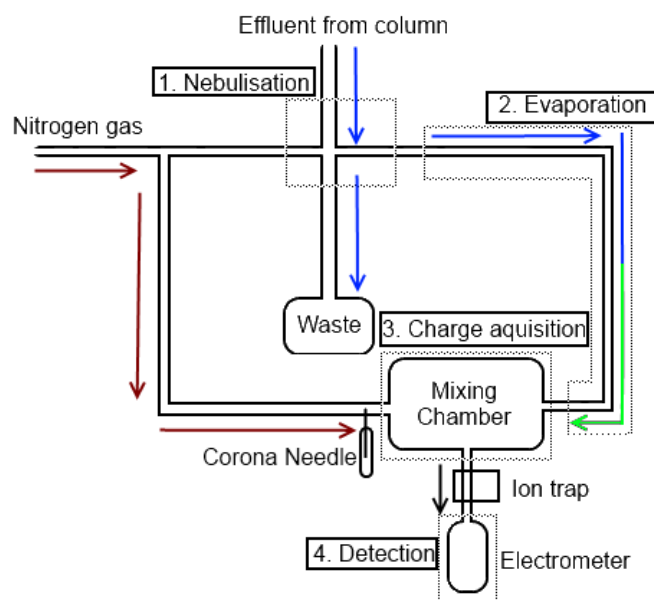 Effluent from column
1. Nebulisation
2. Evaporation
Nitrogen gas
Waste
3. Charge aquisition
Mixing
Chamber
Corona Needle
Ion trap
4. Detection
Electrometer